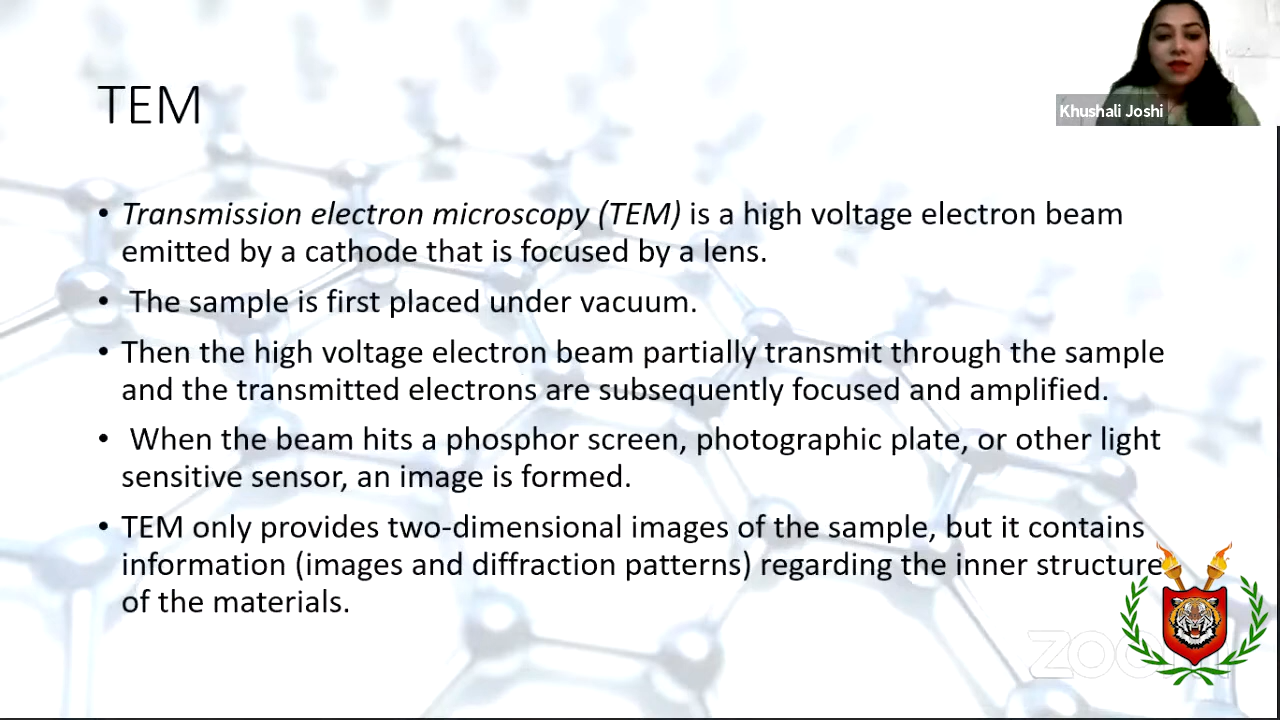 TEM
Khushali Joshi
• Transmission electron microscopy (TEM) is a high voltage electron beam
emitted by a cathode that is focused by a lens.
• The sample is first placed under vacuum.
• Then the high voltage electron beam partially transmit through the sample
and the transmitted electrons are subsequently focused and amplified.
• When the beam hits a phosphor screen, photographic plate, or other light
sensitive sensor, an image is formed.
• TEM only provides two-dimensional images of the sample, but it contains
information (images and diffraction patterns) regarding the inner structure
of the materials.
zoom